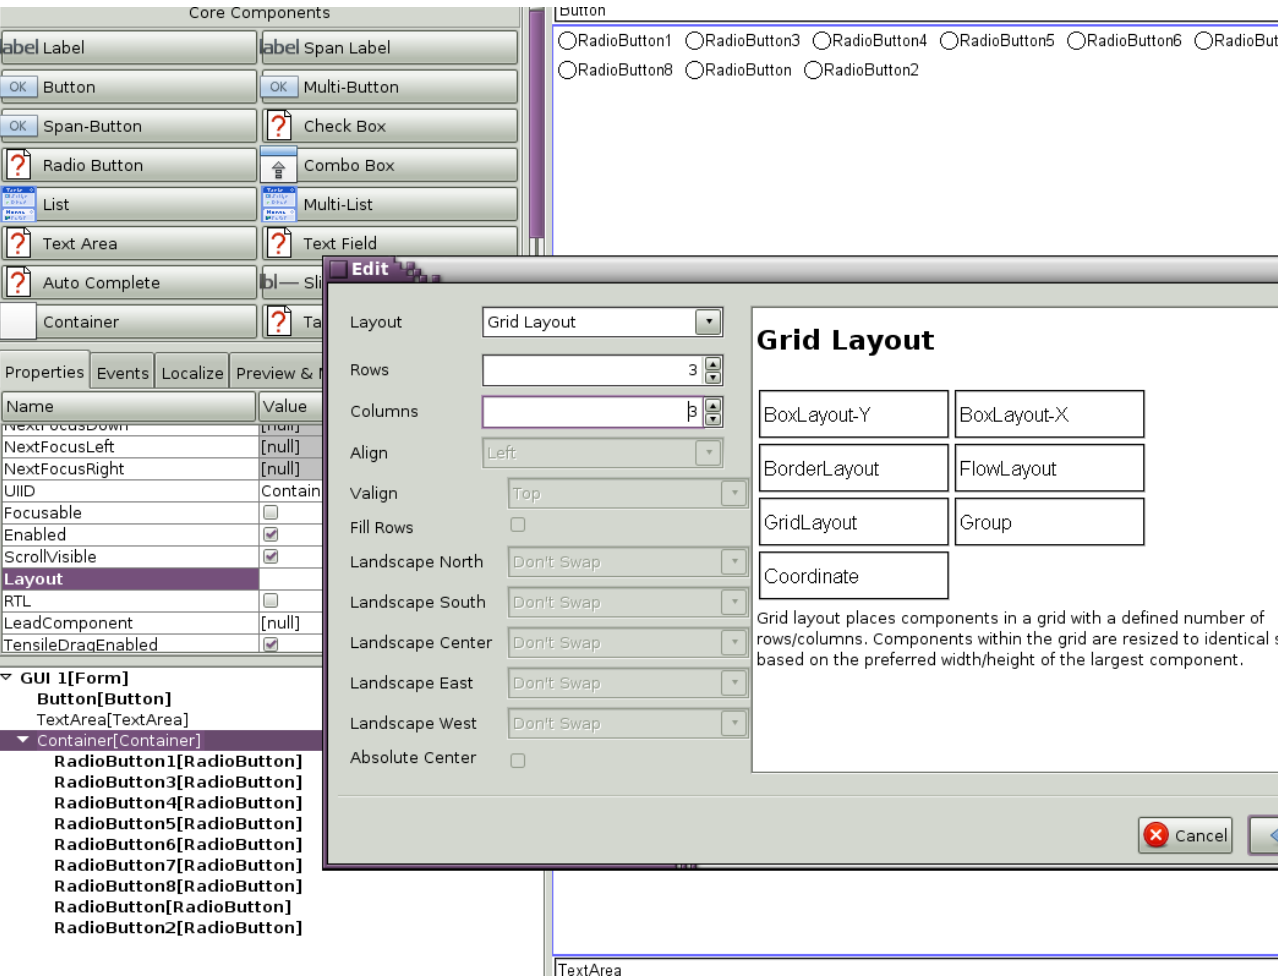 Core Components
abel Label
abel Span Label
OK Button
OK Multi-Button
OK Span-Button
? Check Box
? Radio Button
Combo Box
List
Multi-List
? Text Area
? Text Field
? Auto Complete
bl— Sli
Container
? Ta
Properties Events Localize Preview &
Name Value
NextFocusDown [null]
NextFocusLeft [null]
NextFocusRight [null]
UIID Contain
Focusable
Enabled
ScrollVisible
Layout
RTL
LeadComponent [null]
TensileDragEnabled
GUI 1[Form]
Button[Button]
TextArea[TextArea]
Container[Container]
RadioButton1[RadioButton]
RadioButton3[RadioButton]
RadioButton4[RadioButton]
RadioButton5[RadioButton]
RadioButton6[RadioButton]
RadioButton7[RadioButton]
RadioButton8[RadioButton]
RadioButton[RadioButton]
RadioButton2[RadioButton]
Button
RadioButton1 RadioButton3 RadioButton4 RadioButton5 RadioButton6 RadioBut
RadioButton8 RadioButton RadioButton2
Edit
Layout Grid Layout
Rows 3
Columns 3
Align Left
Valign Top
Fill Rows
Landscape North Don't Swap
Landscape South Don't Swap
Landscape Center Don't Swap
Landscape East Don't Swap
Landscape West Don't Swap
Absolute Center
Grid Layout
BoxLayout-Y BoxLayout-X
BorderLayout FlowLayout
GridLayout Group
Coordinate
Grid layout places components in a grid with a defined number of
rows/columns. Components within the grid are resized to identical s
based on the preferred width/height of the largest component.
Cancel
TextArea